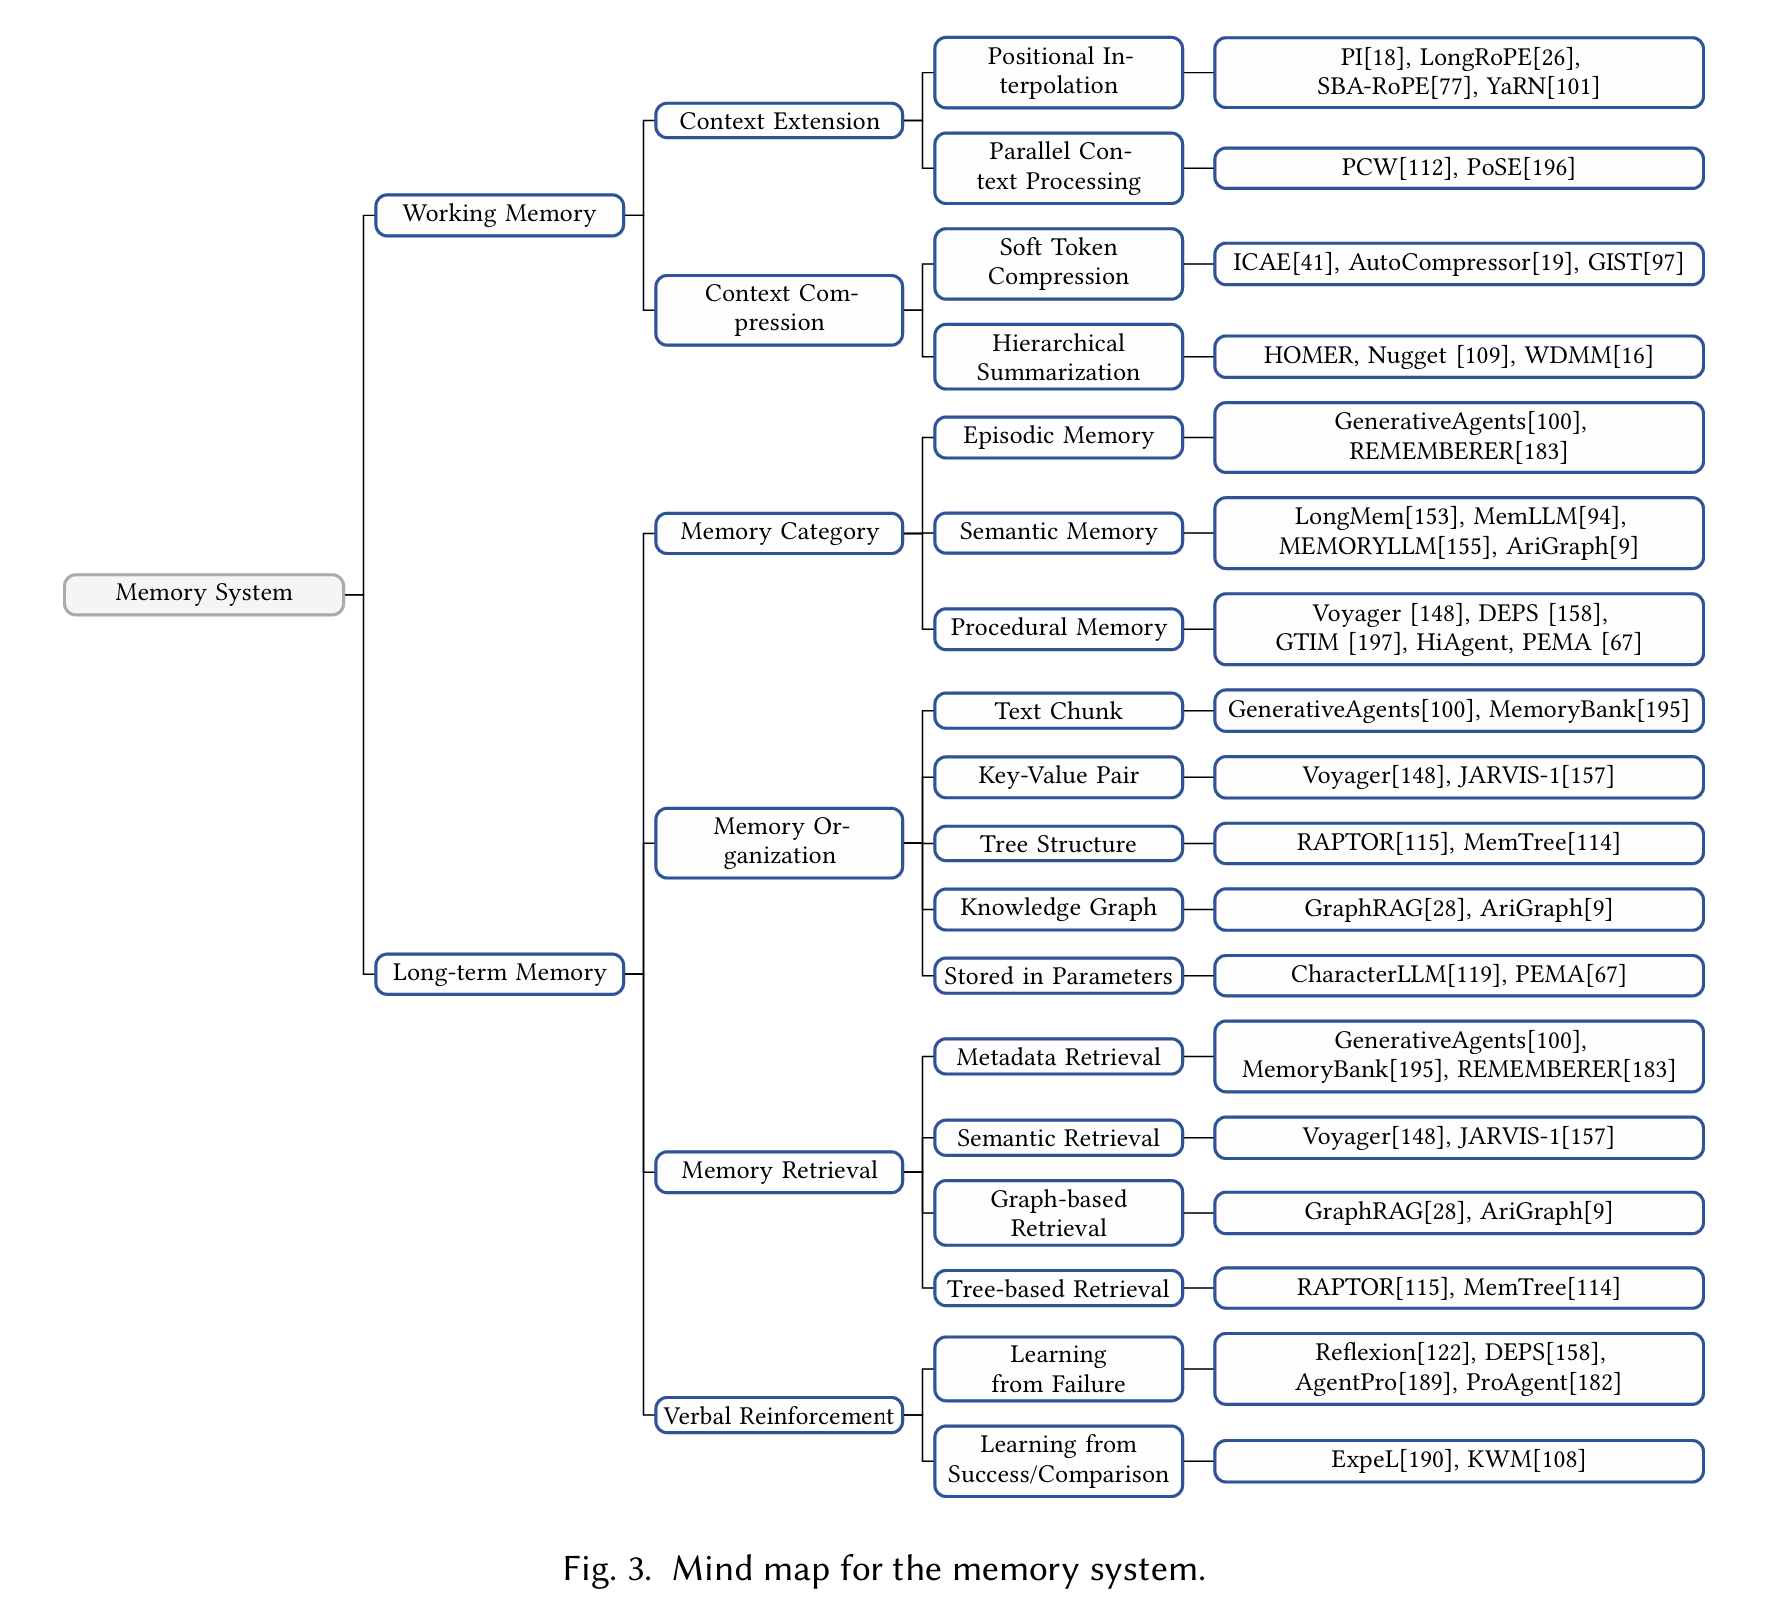 Memory System
Working Memory
Context Extension
Positional In-
terpolation
PI[18], LongRoPE[26],
SBA-RoPE[77], YaRN[101]
Parallel Con-
text Processing
PCW[112], PoSE[196]
Context Com-
pression
Soft Token
Compression
ICAE[41], AutoCompressor[19], GIST[97]
Hierarchical
Summarization
HOMER, Nugget [109], WDMM[16]
Long-term Memory
Memory Category
Episodic Memory
GenerativeAgents[100],
REMEMBERER[183]
Semantic Memory
LongMem[153], MemLLM[94],
MEMORYLLM[155], AriGraph[9]
Procedural Memory
Voyager [148], DEPS [158],
GTIM [197], HiAgent, PEMA [67]
Memory Or-
ganization
Text Chunk
GenerativeAgents[100], MemoryBank[195]
Key-Value Pair
Voyager[148], JARVIS-1[157]
Tree Structure
RAPTOR[115], MemTree[114]
Knowledge Graph
GraphRAG[28], AriGraph[9]
Stored in Parameters
CharacterLLM[119], PEMA[67]
Memory Retrieval
Metadata Retrieval
GenerativeAgents[100],
MemoryBank[195], REMEMBERER[183]
Semantic Retrieval
Voyager[148], JARVIS-1[157]
Graph-based
Retrieval
GraphRAG[28], AriGraph[9]
Tree-based Retrieval
RAPTOR[115], MemTree[114]
Verbal Reinforcement
Learning
from Failure
Reflexion[122], DEPS[158],
AgentPro[189], ProAgent[182]
Learning from
Success/Comparison
ExpeL[190], KWM[108]
Fig. 3. Mind map for the memory system.